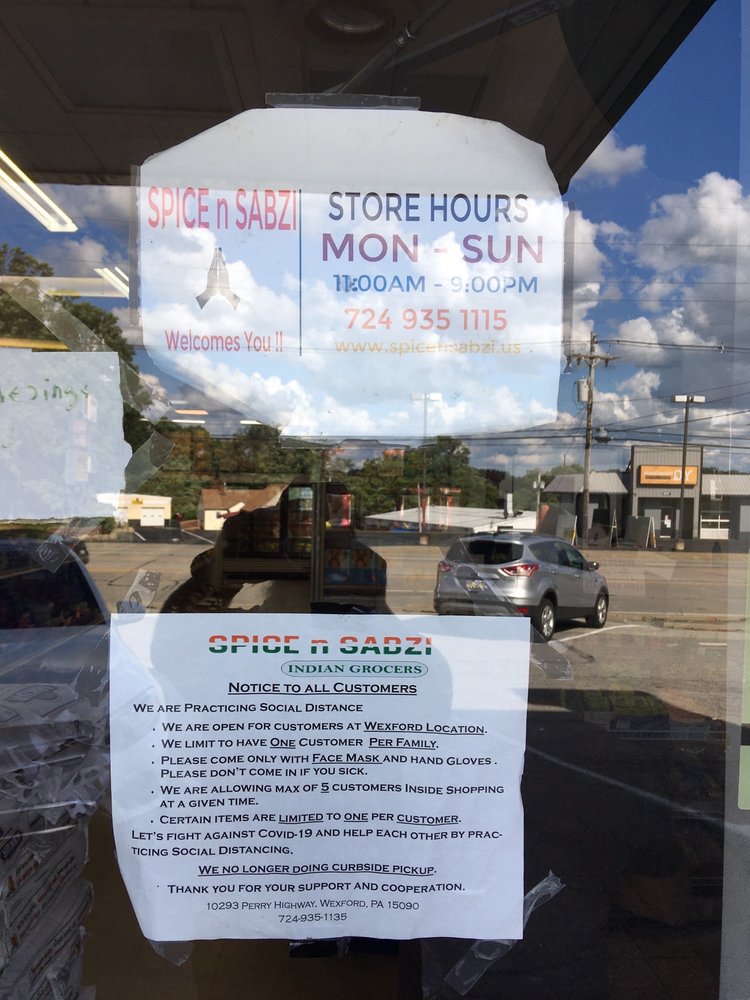 SPICE n SABZI
Welcomes You !!
STORE HOURS
MON - SUN
11:00AM - 9:00PM
724 935 1115
www.spicensabzi.us
SPICE n SABZI
INDIAN GROCERS
NOTICE TO ALL CUSTOMERS
WE ARE PRACTICING SOCIAL DISTANCE
. WE ARE OPEN FOR CUSTOMERS AT WEXFORD LOCATION.
. WE LIMIT TO HAVE ONE CUSTOMER PER FAMILY.
. PLEASE COME ONLY WITH FACE MASK AND HAND GLOVES .
PLEASE DON'T COME IN IF YOU SICK.
. WE ARE ALLOWING MAX OF 5 CUSTOMERS INSIDE SHOPPING
AT A GIVEN TIME.
. CERTAIN ITEMS ARE LIMITED TO ONE PER CUSTOMER.
LET'S FIGHT AGAINST COVID-19 AND HELP EACH OTHER BY PRAC-
TICING SOCIAL DISTANCING.
WE NO LONGER DOING CURBSIDE PICKUP.
THANK YOU FOR YOUR SUPPORT AND COOPERATION.
10293 PERRY HIGHWAY, WEXFORD, PA 15090
724-935-1135